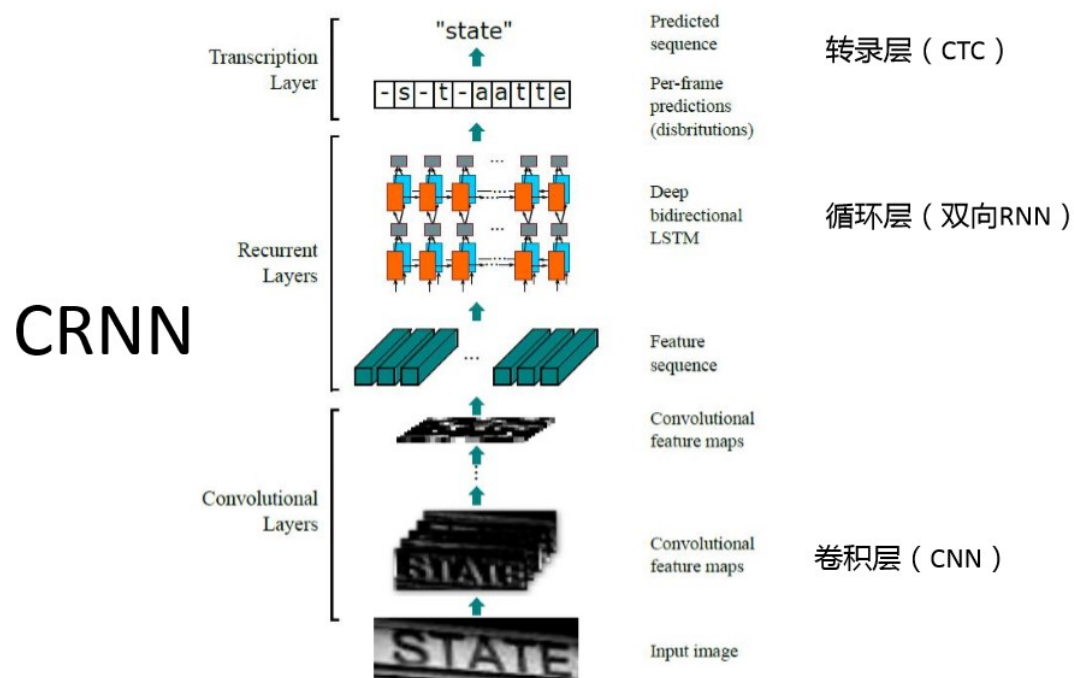 "state"
Predicted
sequence
转录层（CTC）
Transcription
Layer
-s-t-aatte
Per-frame
predictions
(disbritutions)
...
Deep
bidirectional
LSTM
循环层（双向RNN）
Recurrent
Layers
...
CRNN
Feature
sequence
...
Convolutional
feature maps
Convolutional
Layers
STATE
Convolutional
feature maps
卷积层（CNN）
STATE
Input image